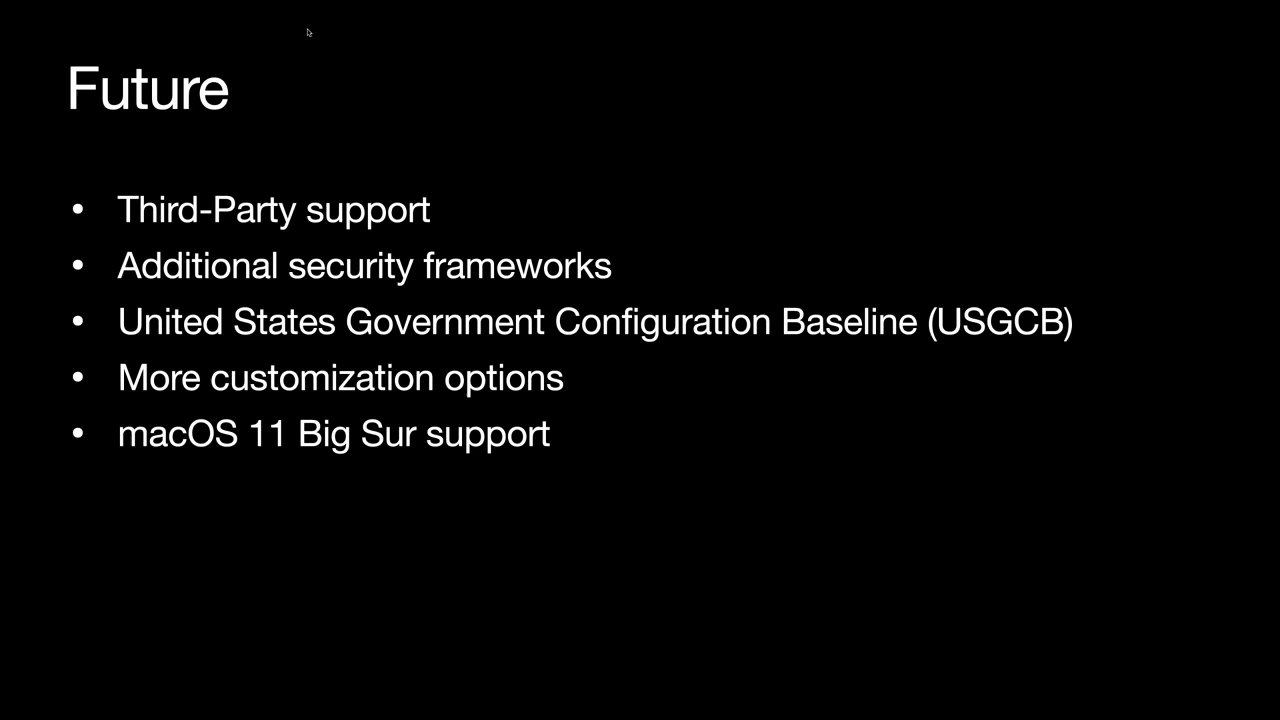 Future
• Third-Party support
• Additional security frameworks
• United States Government Configuration Baseline (USGCB)
• More customization options
• macOS 11 Big Sur support